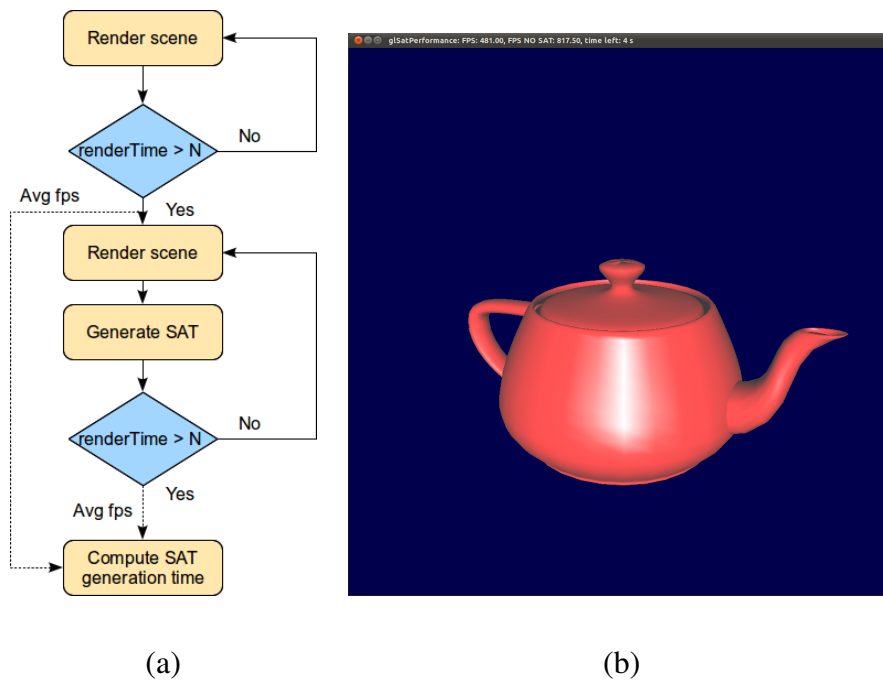 Render scene
renderTime > N
No
Avg fps
Yes
Render scene
Generate SAT
renderTime > N
No
Yes
Avg fps
Compute SAT
generation time
(a)
glSatPerformance: FPS: 481.00, FPS NO SAT: 817.50, time left: 4 s
(b)